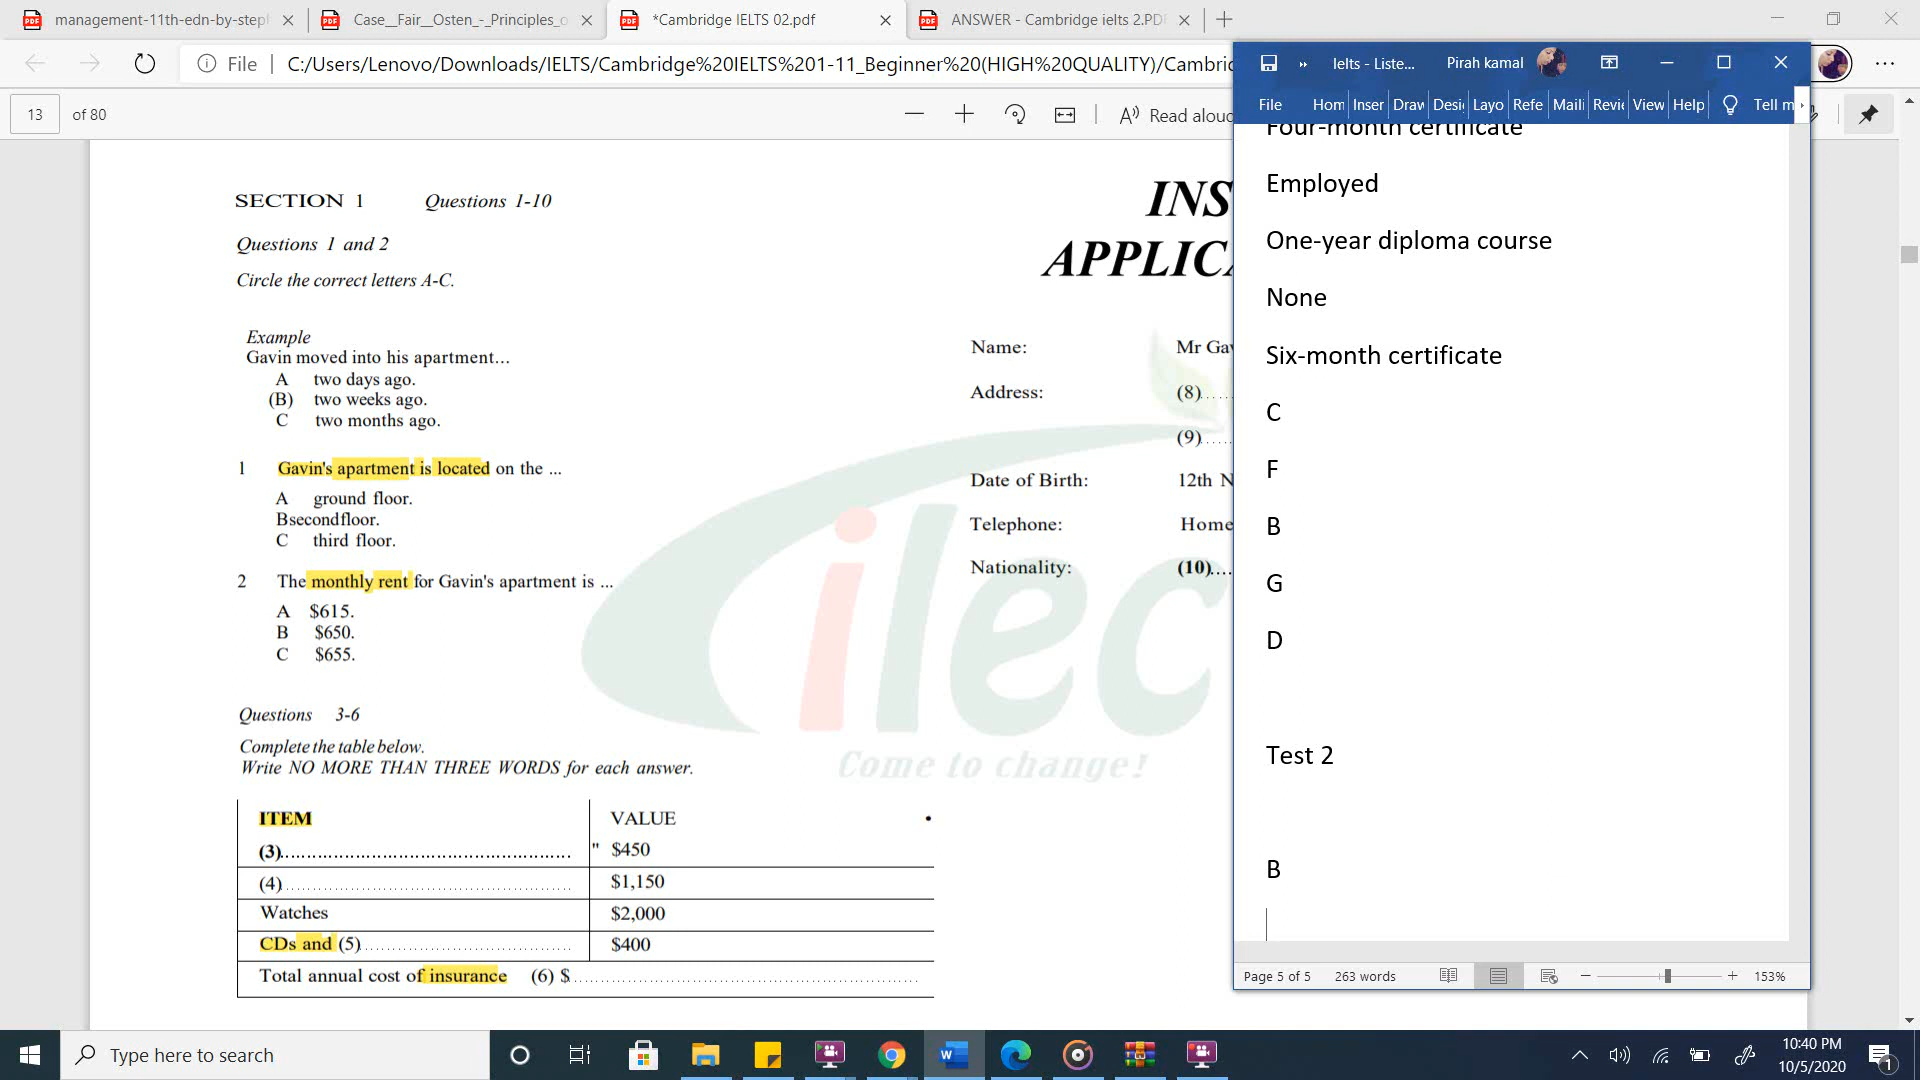 management-11th-edn-by-step
Case__Fair__Osten_-_Principles_o
*Cambridge IELTS 02.pdf
ANSWER - Cambridge ielts 2.PDF
File
C:/Users/Lenovo/Downloads/IELTS/Cambridge%20IELTS%201-11_Beginner%20(HIGH%20QUALITY)/Cambrid
13 of 80
Read aloud
SECTION 1 Questions 1-10
Questions 1 and 2
Circle the correct letters A-C.
Example
Gavin moved into his apartment...
A two days ago.
(B) two weeks ago.
C two months ago.
1 Gavin's apartment is located on the ...
A ground floor.
Bsecondfloor.
C third floor.
2 The monthly rent for Gavin's apartment is ...
A $615.
B $650.
C $655.
Questions 3-6
Complete the table below.
Write NO MORE THAN THREE WORDS for each answer.
ITEM VALUE •
(3)................................................ " $450
(4)................................................ $1,150
Watches $2,000
CDs and (5)................................ $400
Total annual cost of insurance (6) $................................................
INS
APPLICA
Name: Mr Gav
Address: (8).....
(9).....
Date of Birth: 12th N
Telephone: Home
Nationality: (10)....
ilec
Come to change!
Ielts - Liste... Pirah kamal
File Hom Inser Draw Desi Layo Refe Maili Revie View Help Tell m
Four-month certificate
Employed
One-year diploma course
None
Six-month certificate
C
F
B
G
D
Test 2
B
Page 5 of 5 263 words 153%
Type here to search
10:40 PM
10/5/2020
1